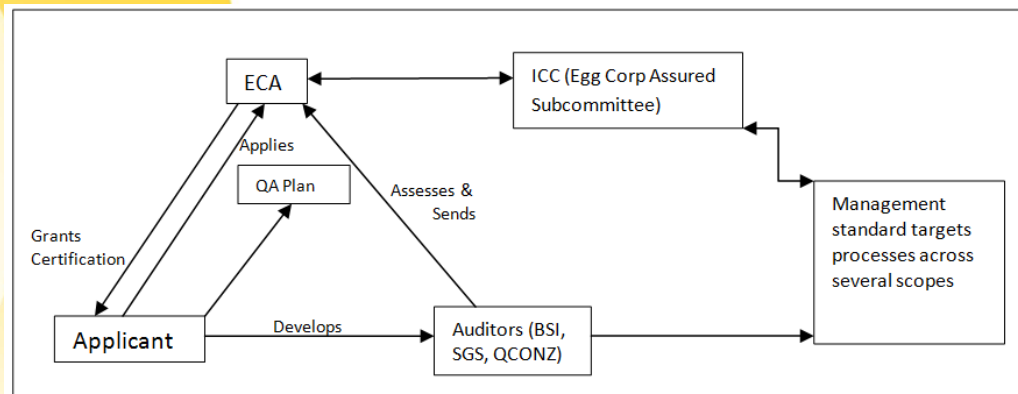 ECA
ICC (Egg Corp Assured
Subcommittee)
Applies
QA Plan
Assesses &
Sends
Management
standard targets
processes across
several scopes
Grants
Certification
Applicant
Develops
Auditors (BSI,
SGS, QCONZ)